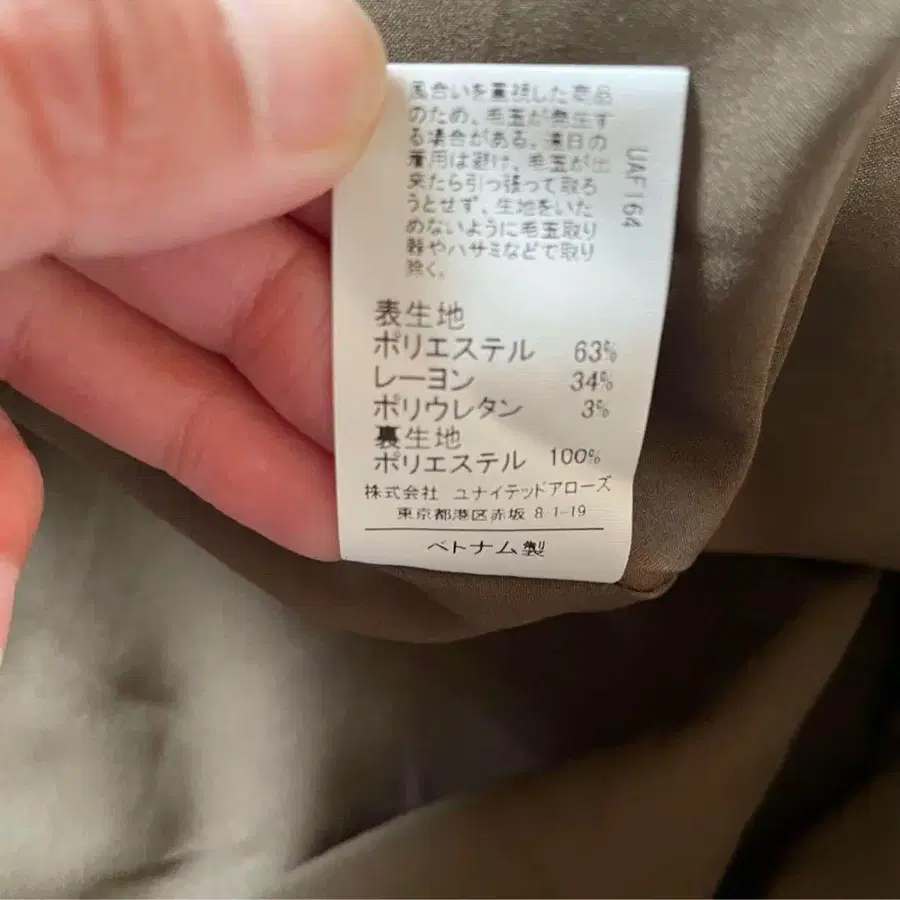 風合いを重視した商品
のため、毛玉が発生す
る場合がある。連日の
着用は避け、毛玉が出
来たら引っ張って取ろ
うとせず、生地をいた
めないように毛玉取り
器やハサミなどで取り
除く。
UAF164
表生地
ポリエステル 63%
レーヨン 34%
ポリウレタン 3%
裏生地
ポリエステル 100%
株式会社 ユナイテッドアローズ
東京都港区赤坂 8-1-19
ベトナム製